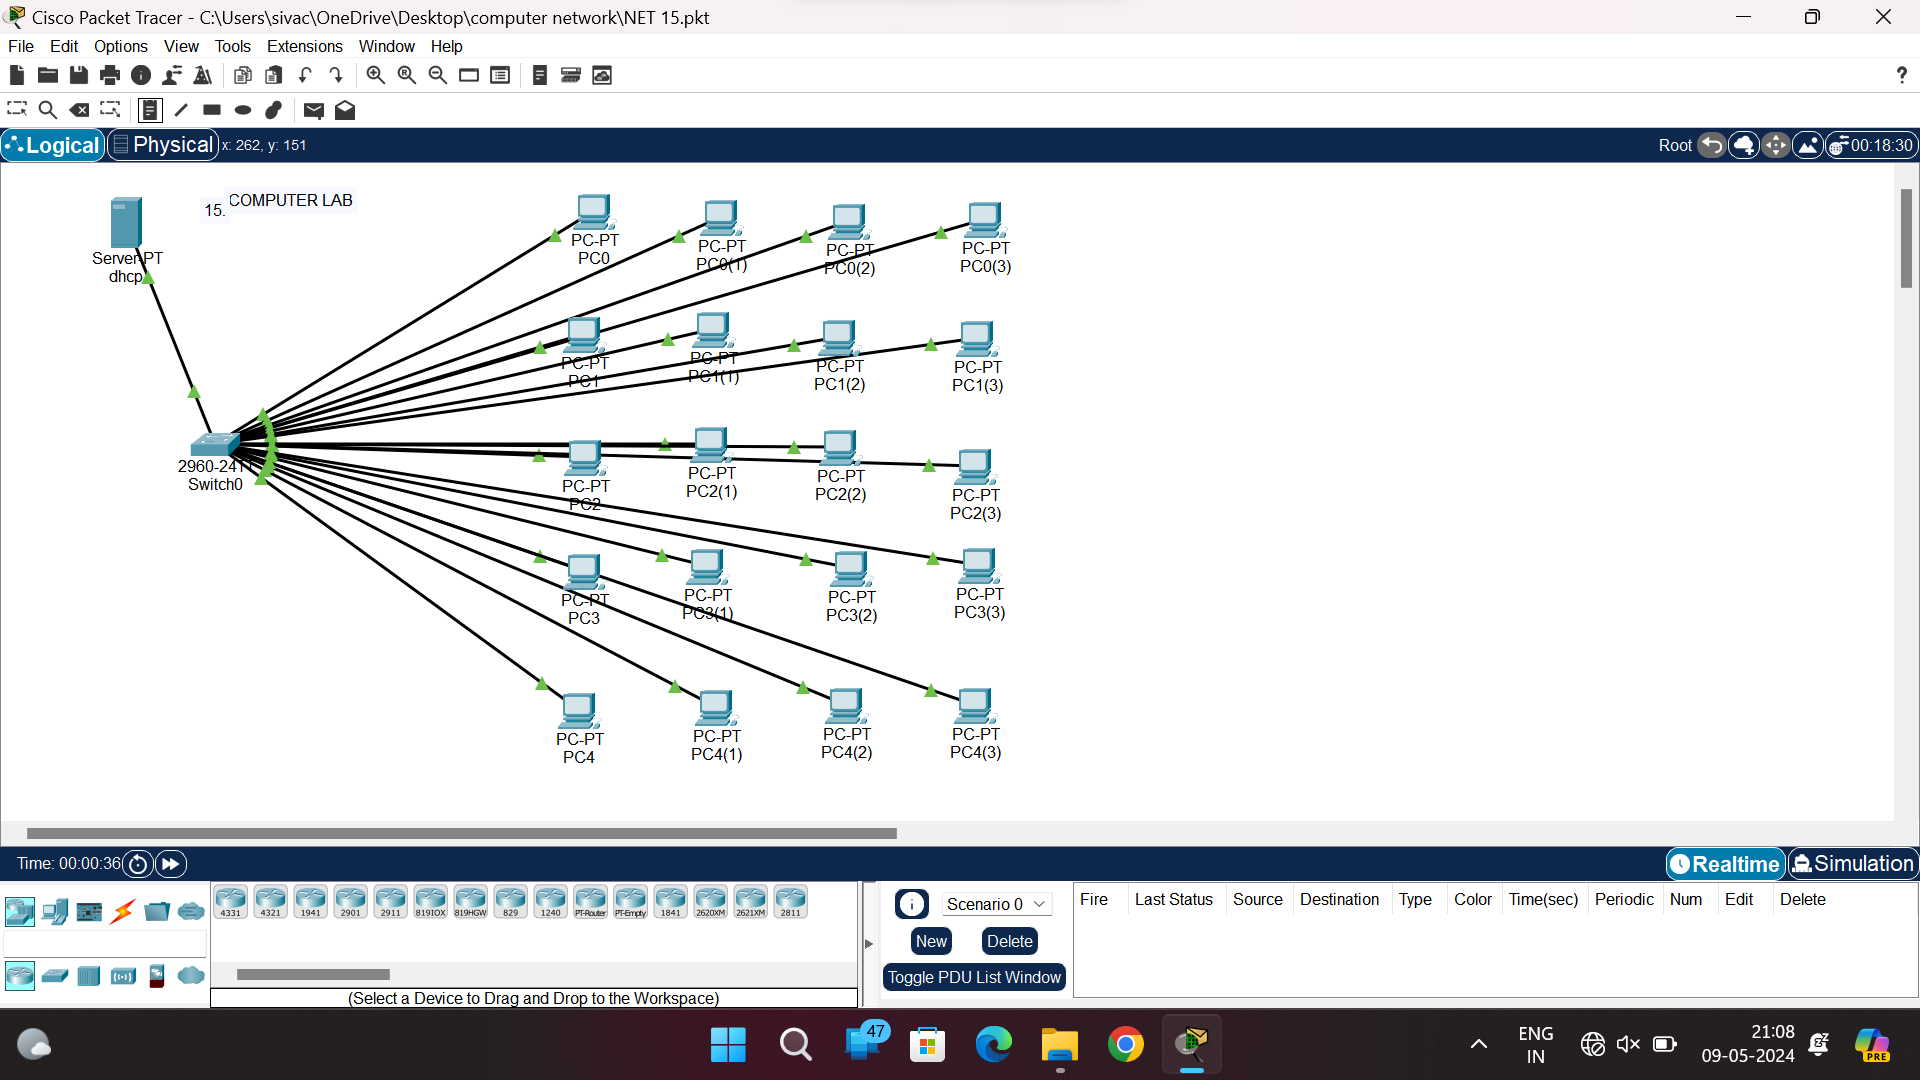 Cisco Packet Tracer - C:\Users\sivac\OneDrive\Desktop\computer network\NET 15.pkt
File Edit Options View Tools Extensions Window Help
?
Logical Physical x: 262, y: 151 Root 00:18:30
15. COMPUTER LAB
Server-PT
dhcp
PC-PT
PC0
PC-PT
PC0(1)
PC-PT
PC0(2)
PC-PT
PC0(3)
PC-PT
PC1
PC-PT
PC1(1)
PC-PT
PC1(2)
PC-PT
PC1(3)
2960-24TT
Switch0
PC-PT
PC2
PC-PT
PC2(1)
PC-PT
PC2(2)
PC-PT
PC2(3)
PC-PT
PC3
PC-PT
PC3(1)
PC-PT
PC3(2)
PC-PT
PC3(3)
PC-PT
PC4
PC-PT
PC4(1)
PC-PT
PC4(2)
PC-PT
PC4(3)
Time: 00:00:36 Realtime Simulation
4331 4321 1941 2901 2911 819IOX 819HGW 829 1240 PT-Router PT-Empty 1841 2620XM 2621XM 2811
(Select a Device to Drag and Drop to the Workspace)
Scenario 0
New Delete
Toggle PDU List Window
Fire Last Status Source Destination Type Color Time(sec) Periodic Num Edit Delete
47
ENG
IN
21:08
09-05-2024
PRE